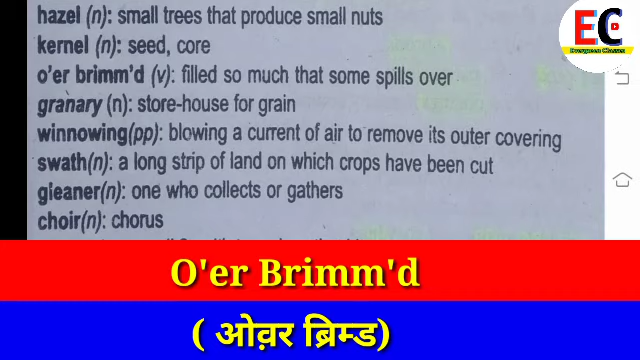 EC
Evergreen Classes
hazel (n): small trees that produce small nuts
kernel (n): seed, core
o'er brimm'd (v): filled so much that some spills over
granary (n): store-house for grain
winnowing(pp): blowing a current of air to remove its outer covering
swath(n): a long strip of land on which crops have been cut
gleaner(n): one who collects or gathers
choir(n): chorus
O'er Brimm'd
( ओव़र ब्रिम्ड)